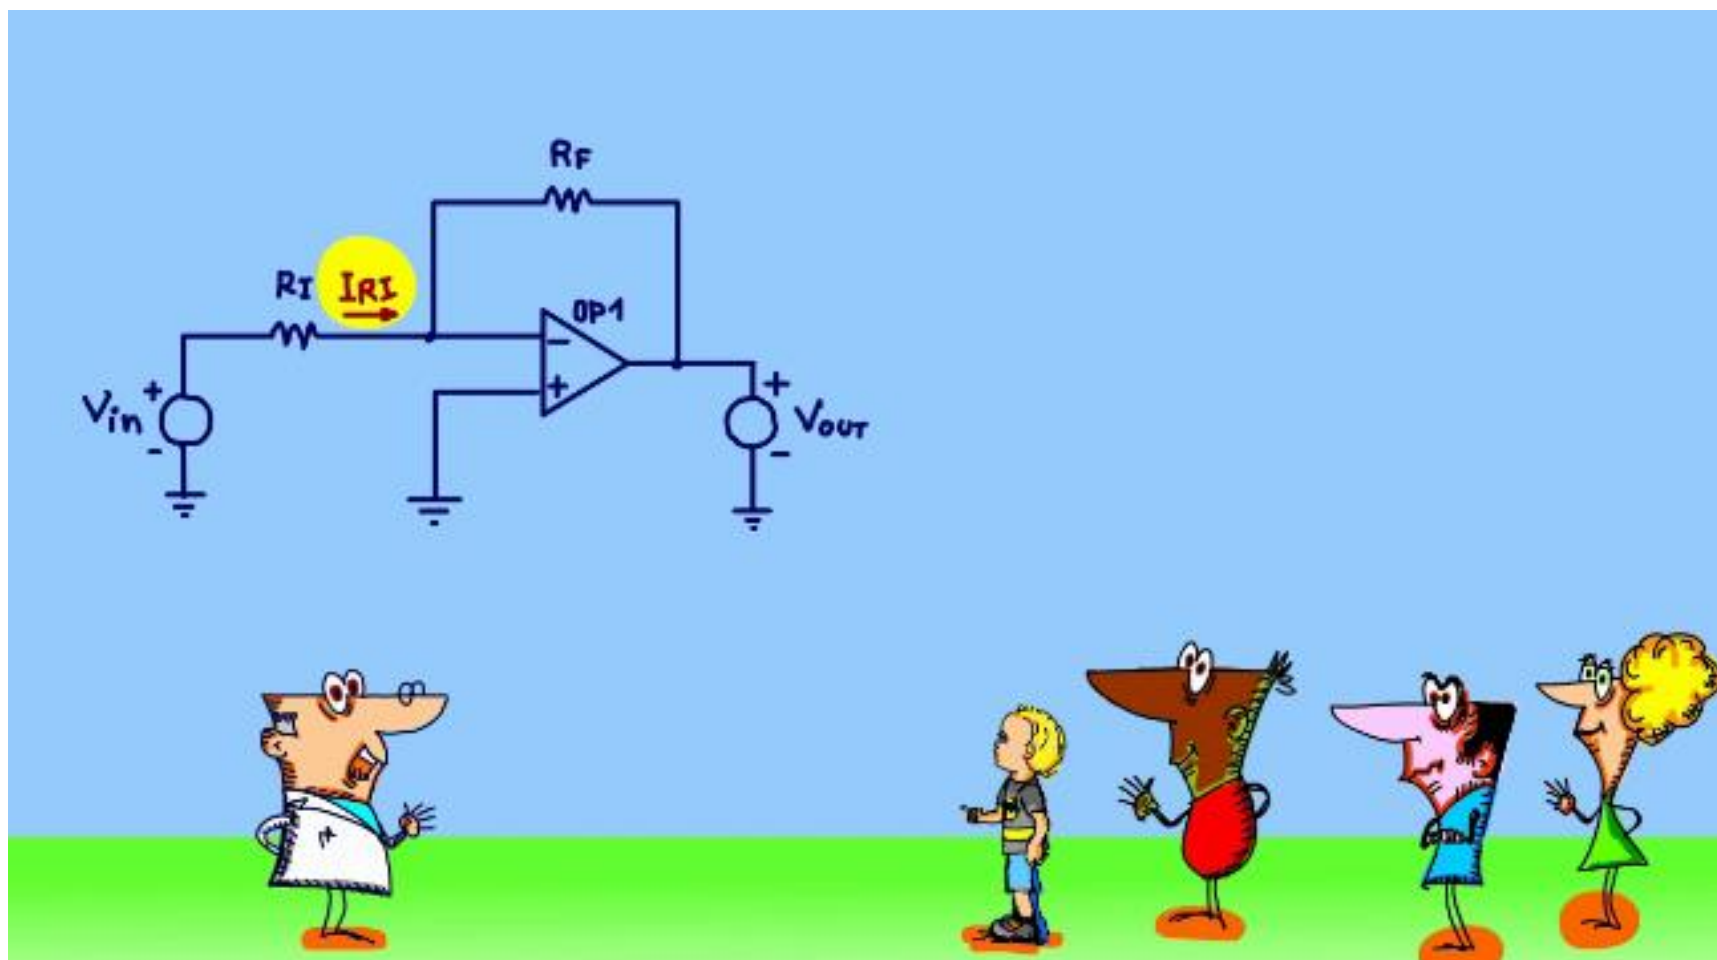 RF
RI
IRI
OP1
-
+
+
Vin
-
+
VOUT
-